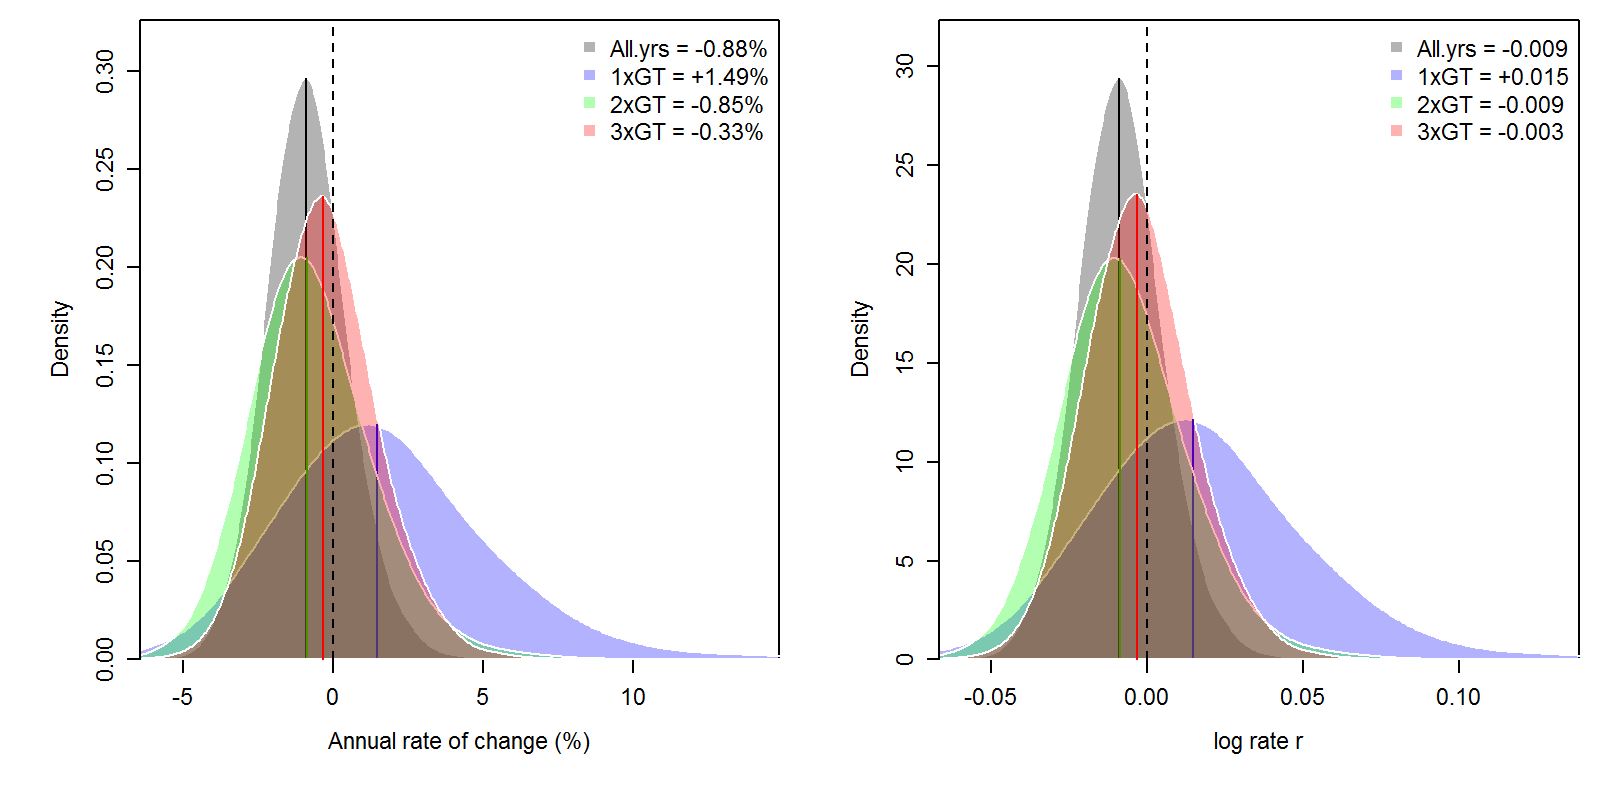 All.yrs = -0.88%
1xGT = +1.49%
2xGT = -0.85%
3xGT = -0.33%
0.30
0.25
0.20
0.15
0.10
0.05
0.00
Density
-5 0 5 10
Annual rate of change (%)
All.yrs = -0.009
1xGT = +0.015
2xGT = -0.009
3xGT = -0.003
30
25
20
15
10
5
0
Density
-0.05 0.00 0.05 0.10
log rate r